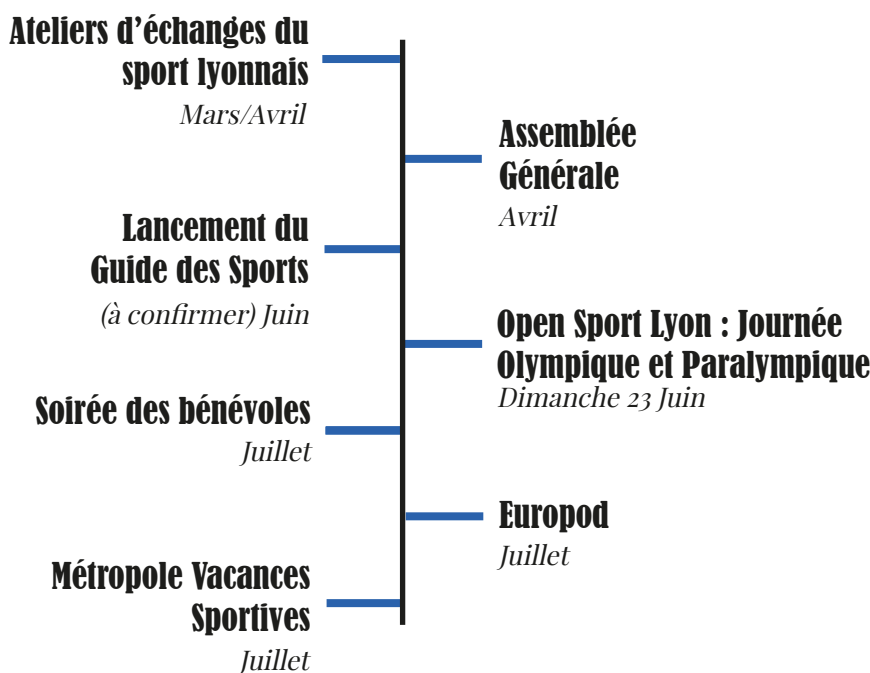 Ateliers d’échanges du
sport lyonnais
Mars/Avril
Assemblée
Générale
Avril
Lancement du
Guide des Sports
(à confirmer) Juin
Open Sport Lyon : Journée
Olympique et Paralympique
Dimanche 23 Juin
Soirée des bénévoles
Juillet
Europod
Juillet
Métropole Vacances
Sportives
Juillet